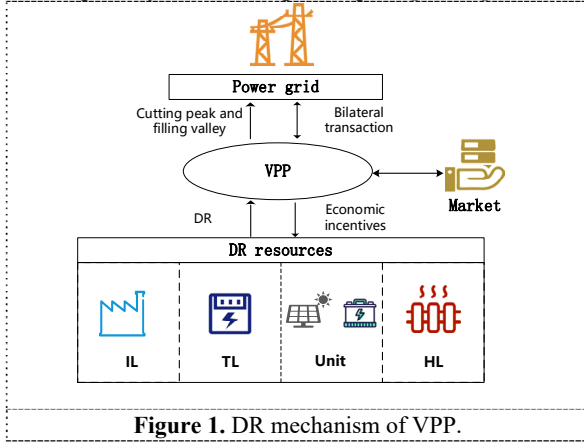 Power grid
Cutting peak and
filling valley
Bilateral
transaction
VPP
Market
DR
Economic
incentives
DR resources
IL
TL
Unit
HL
Figure 1. DR mechanism of VPP.